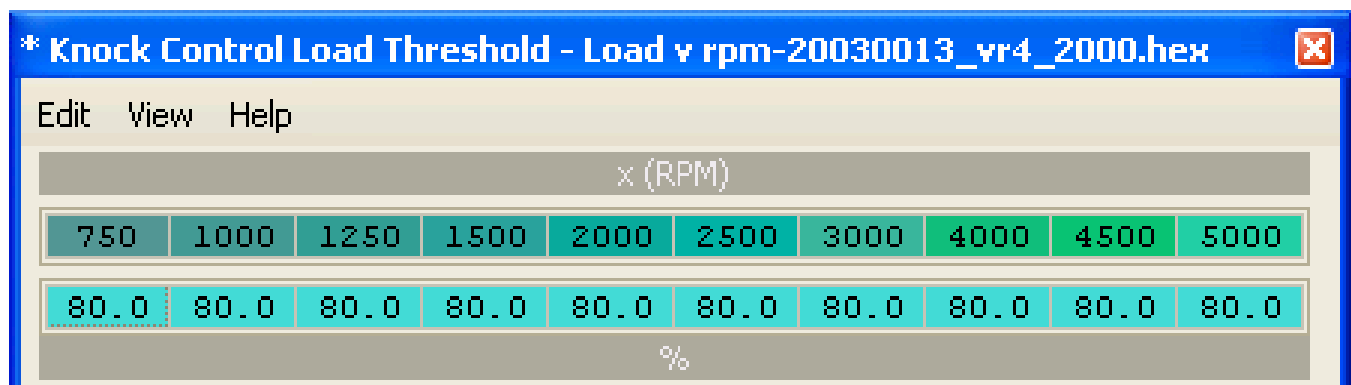 * Knock Control Load Threshold - Load v rpm-20030013_vr4_2000.hex
Edit View Help
x (RPM)
750 1000 1250 1500 2000 2500 3000 4000 4500 5000
80.0 80.0 80.0 80.0 80.0 80.0 80.0 80.0 80.0 80.0
%